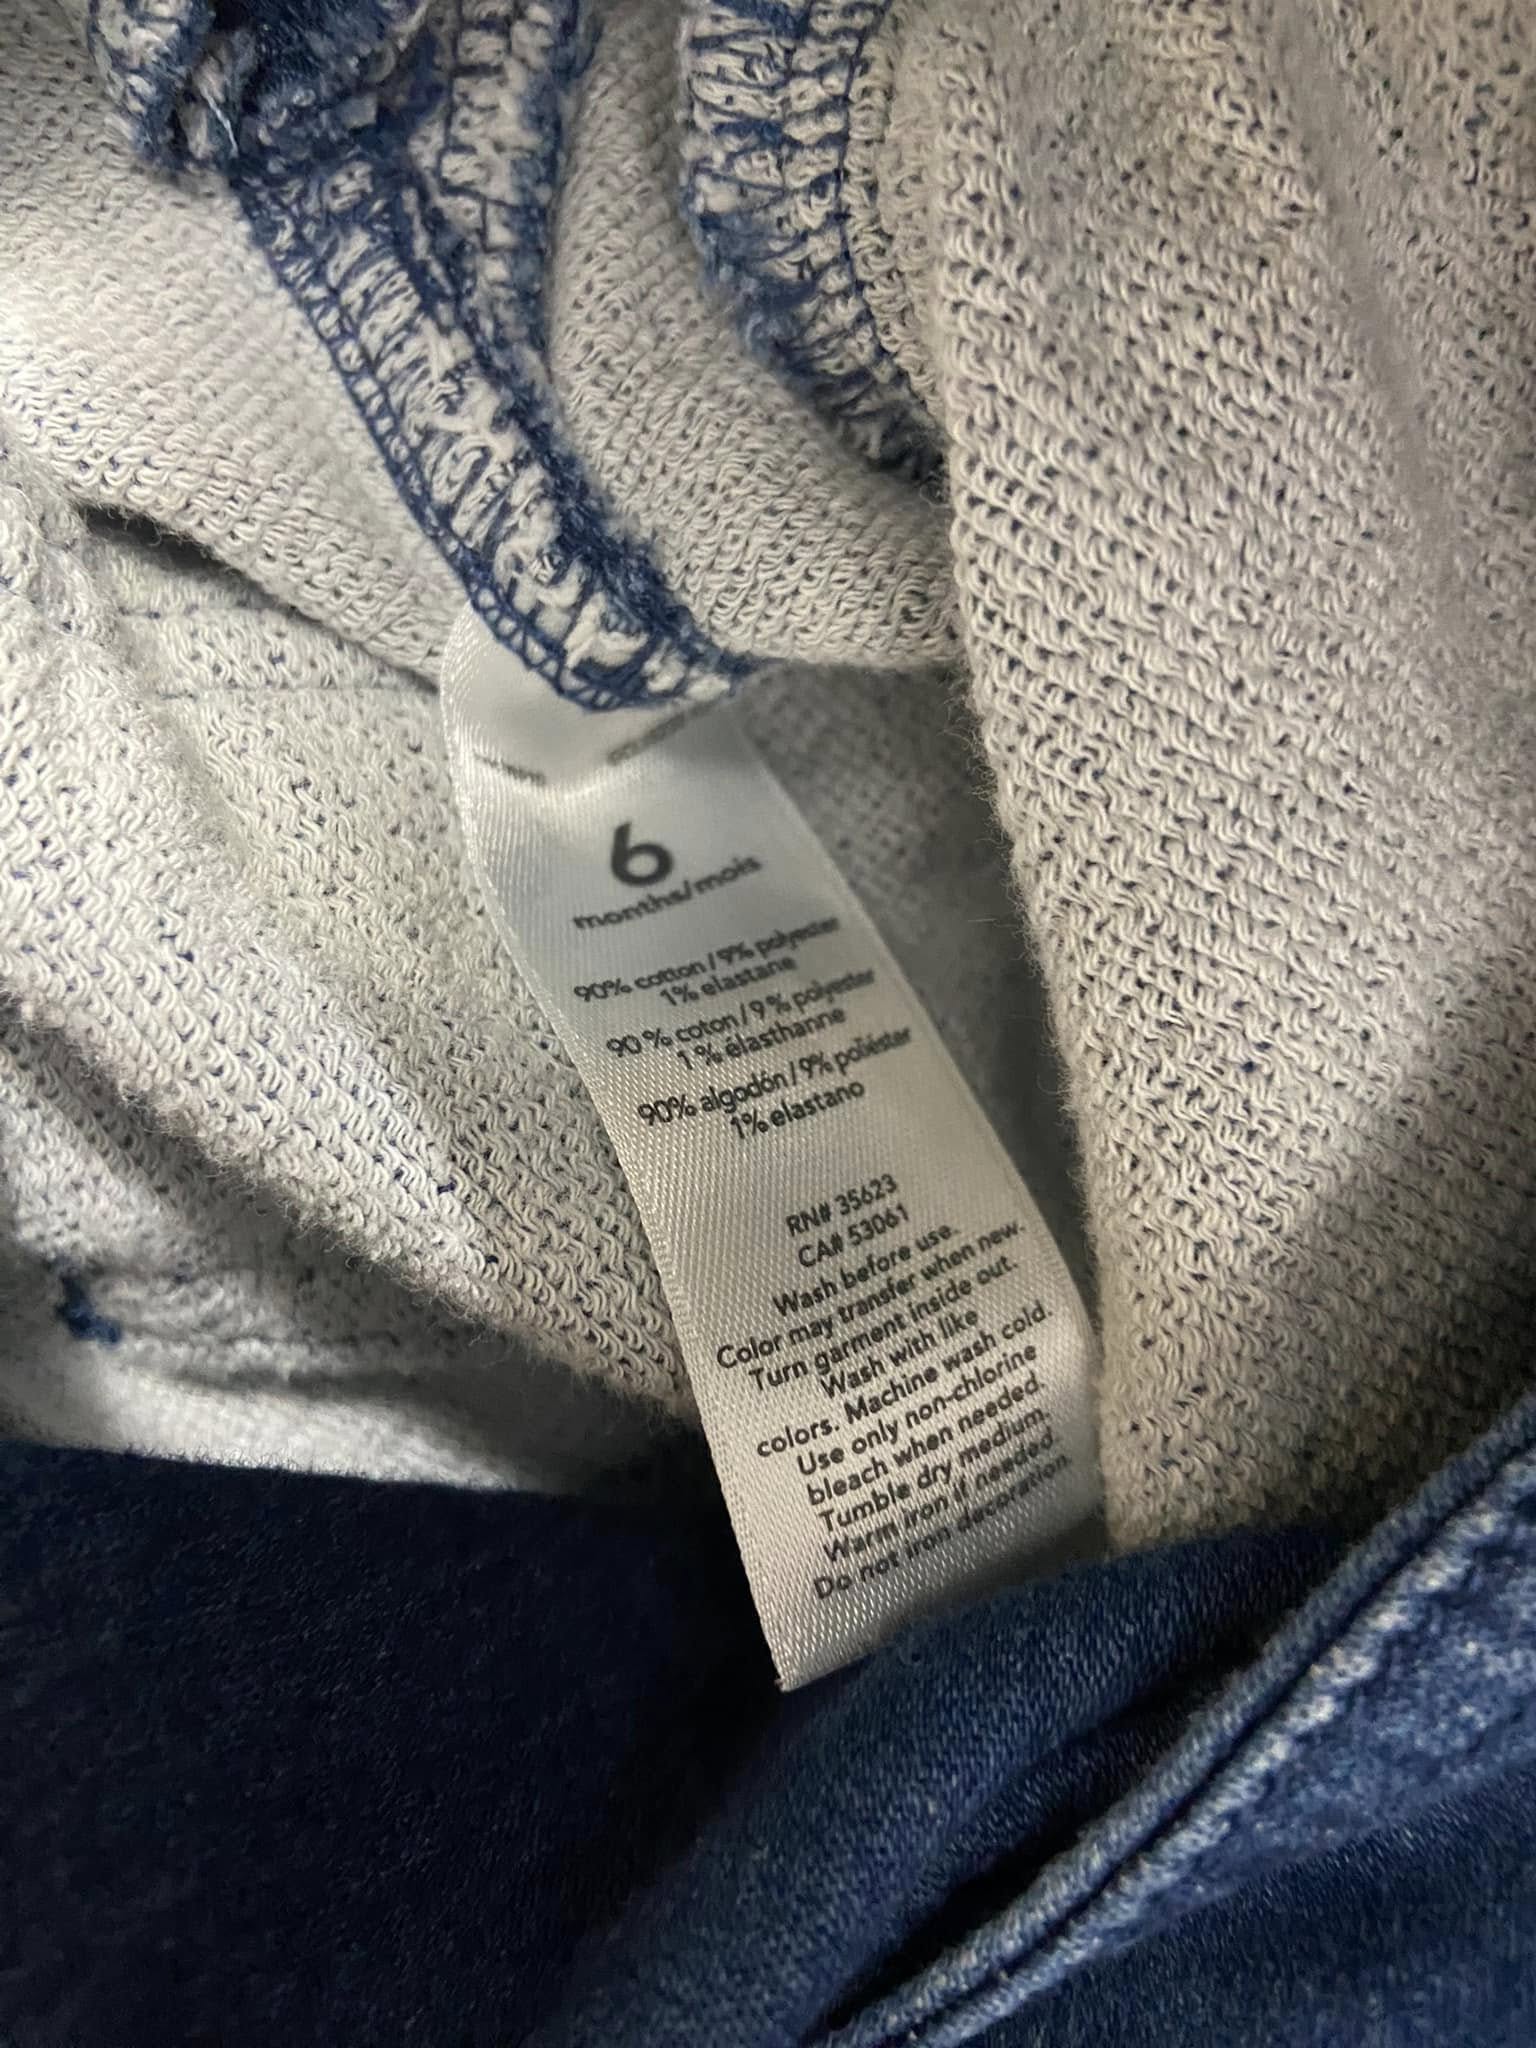 6
months/mois
90% cotton / 9% polyester
1% elastane
90 % coton / 9 % polyester
1 % élasthanne
90% algodón / 9% poliéster
1% elastano
RN# 35623
CA# 53061
Wash before use.
Color may transfer when new.
Turn garment inside out.
Wash with like
colors. Machine wash cold.
Use only non-chlorine
bleach when needed.
Tumble dry medium.
Warm iron if needed.
Do not iron decoration.